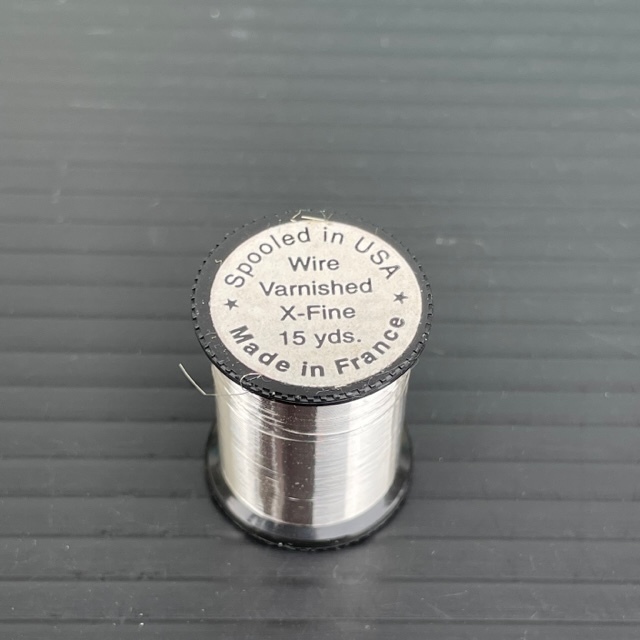 Spooled in USA
Wire
Varnished
X-Fine
15 yds.
Made in France